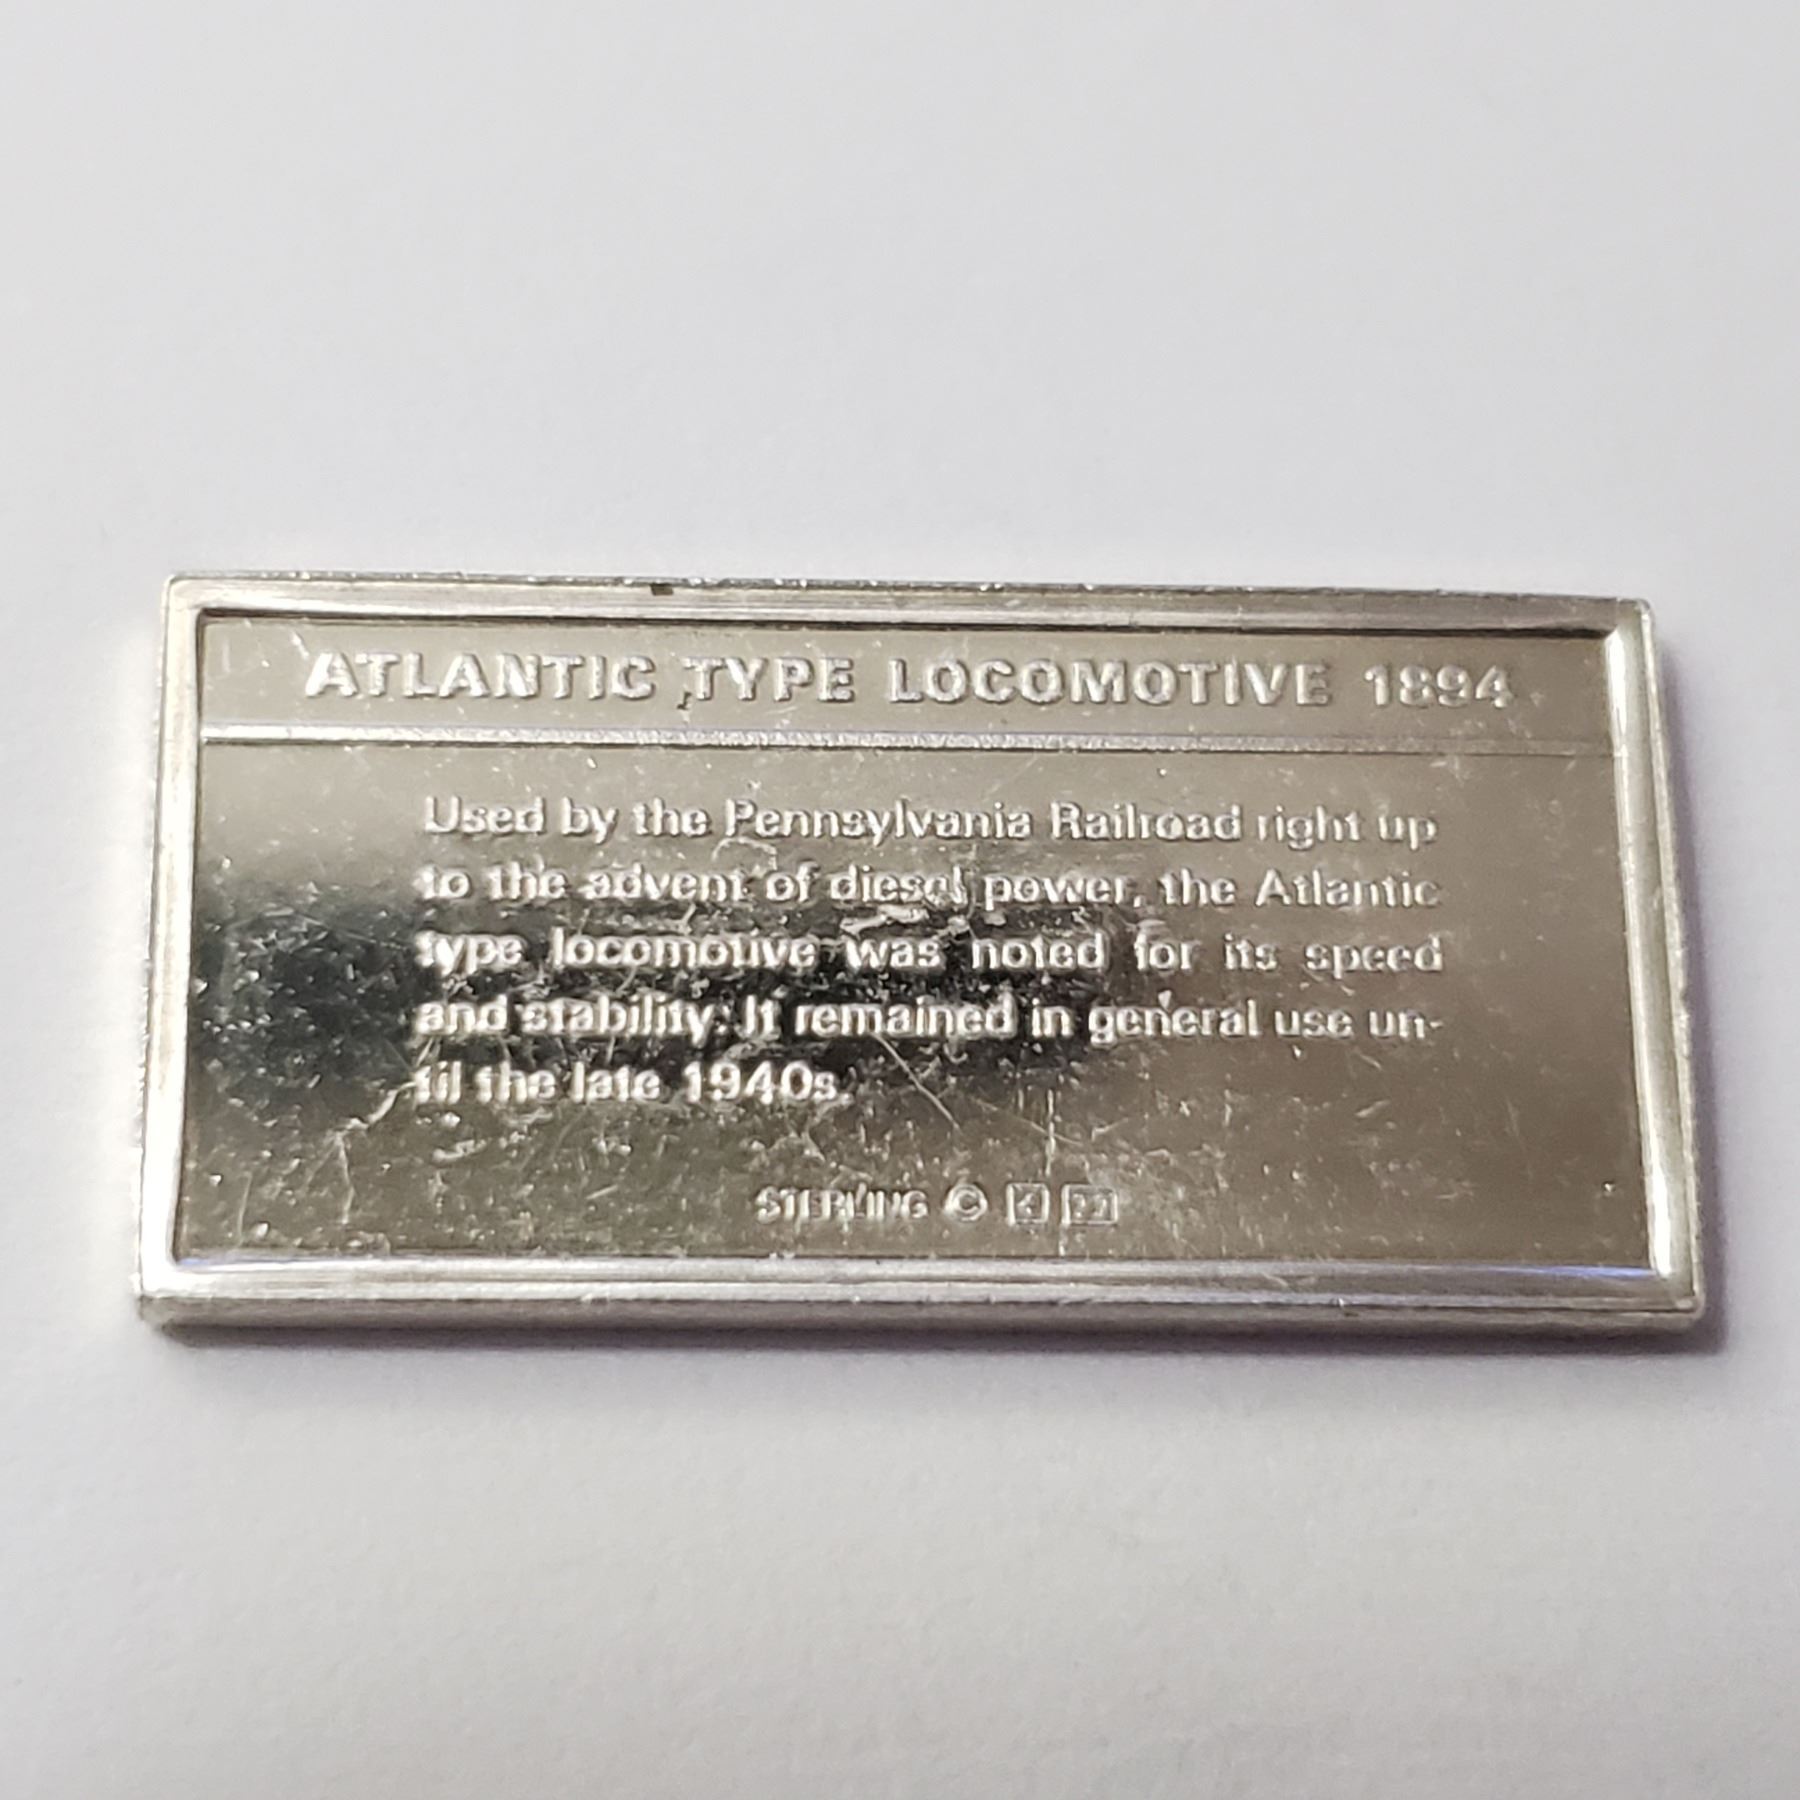 ATLANTIC TYPE LOCOMOTIVE 1894
Used by the Pennsylvania Railroad right up
to the advent of diesel power, the Atlantic
type locomotive was noted for its speed
and stability. It remained in general use un-
til the late 1940s.
STERLING ©